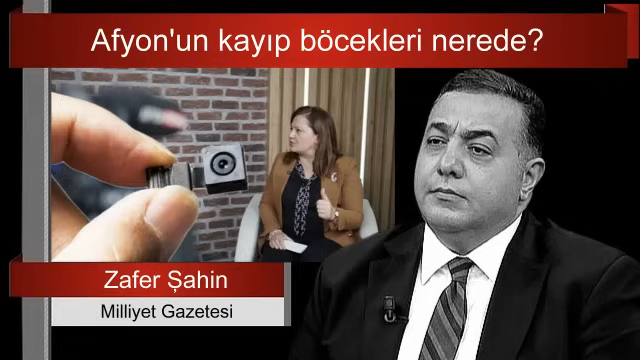 Afyon'un kayıp böcekleri nerede?
Zafer Şahin
Milliyet Gazetesi